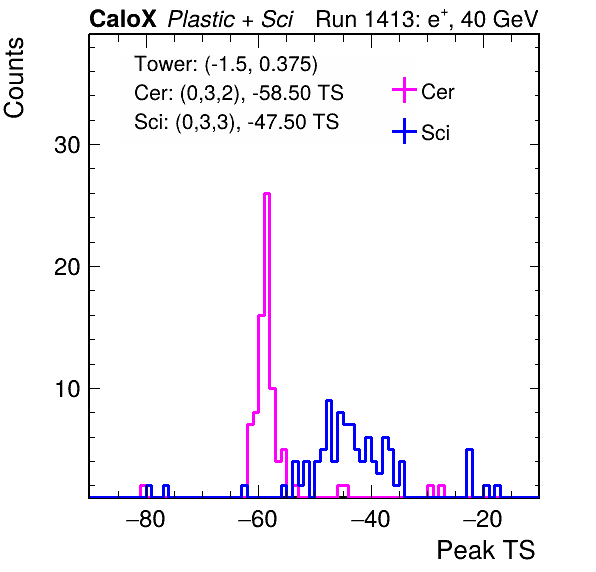 CaloX Plastic + Sci Run 1413: e⁺, 40 GeV
Counts
Tower: (-1.5, 0.375)
Cer: (0,3,2), -58.50 TS
Sci: (0,3,3), -47.50 TS
Cer
Sci
30
20
10
−80 −60 −40 −20
Peak TS